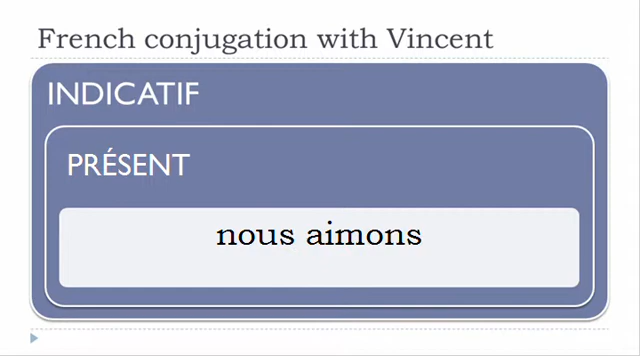 French conjugation with Vincent
INDICATIF
PRÉSENT
nous aimons